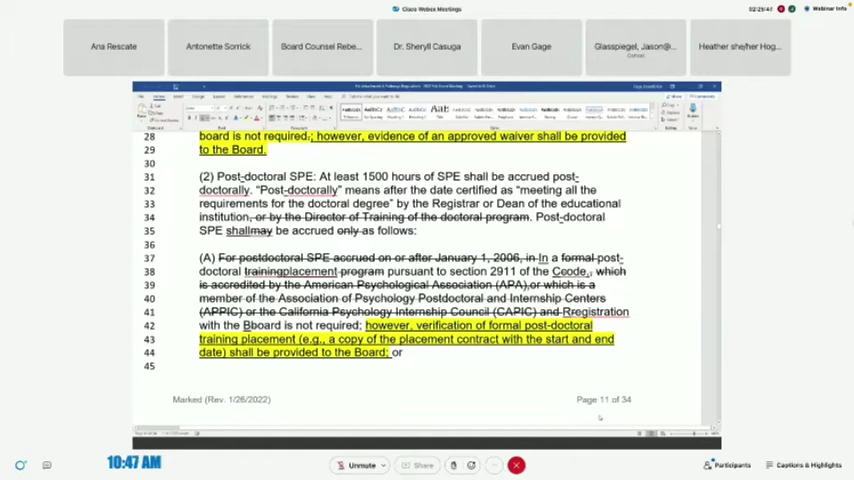 Cisco Webex Meetings
02:29:47
Webinar Info
Ana Rescate
Antonette Sorrick
Board Counsel Rebe...
Dr. Sheryll Casuga
Evan Gage
Glasspiegel, Jason@...
Heather she/her Hog...
28 board is not required.; however, evidence of an approved waiver shall be provided
29 to the Board.
30
31 (2) Post-doctoral SPE: At least 1500 hours of SPE shall be accrued post-
32 doctorally. “Post-doctorally” means after the date certified as “meeting all the
33 requirements for the doctoral degree” by the Registrar or Dean of the educational
34 institution, or by the Director of Training of the doctoral program. Post-doctoral
35 SPE shallmay be accrued only as follows:
36
37 (A) For postdoctoral SPE accrued on or after January 1, 2006, in In a formal post-
38 doctoral trainingplacement program pursuant to section 2911 of the Ccode,, which
39 is accredited by the American Psychological Association (APA),or which is a
40 member of the Association of Psychology Postdoctoral and Internship Centers
41 (APPIC) or the California Psychology Internship Council (CAPIC) and Rregistration
42 with the Bboard is not required; however, verification of formal post-doctoral
43 training placement (e.g., a copy of the placement contract with the start and end
44 date) shall be provided to the Board; or
45
Marked (Rev. 1/26/2022)
Page 11 of 34
10:47 AM
Unmute
Share
Participants
Captions & Highlights